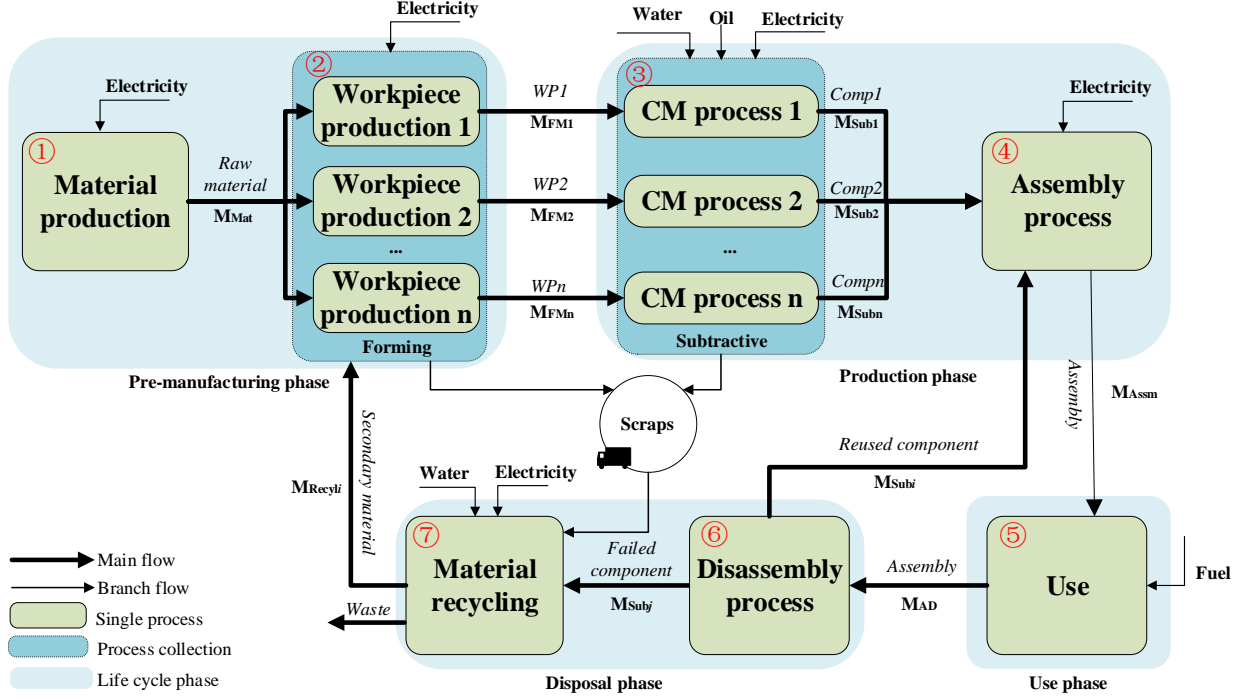 Electricity
Water
Oil
Electricity
Electricity
②
③
Electricity
①
Material
production
Raw
material
MMat
Workpiece
production 1
Workpiece
production 2
...
Workpiece
production n
Forming
WP1
MFM1
WP2
MFM2
WPn
MFMn
CM process 1
CM process 2
...
CM process n
Subtractive
Comp1
MSub1
Comp2
MSub2
Compn
MSubn
④
Assembly
process
Pre-manufacturing phase
Production phase
Scraps
Assembly
MAssm
Secondary material
MRecyli
Water
Electricity
Reused component
MSubi
⑦
Material
recycling
Failed
component
MSubj
⑥
Disassembly
process
Assembly
MAD
⑤
Use
Fuel
Waste
Main flow
Branch flow
Single process
Process collection
Life cycle phase
Disposal phase
Use phase